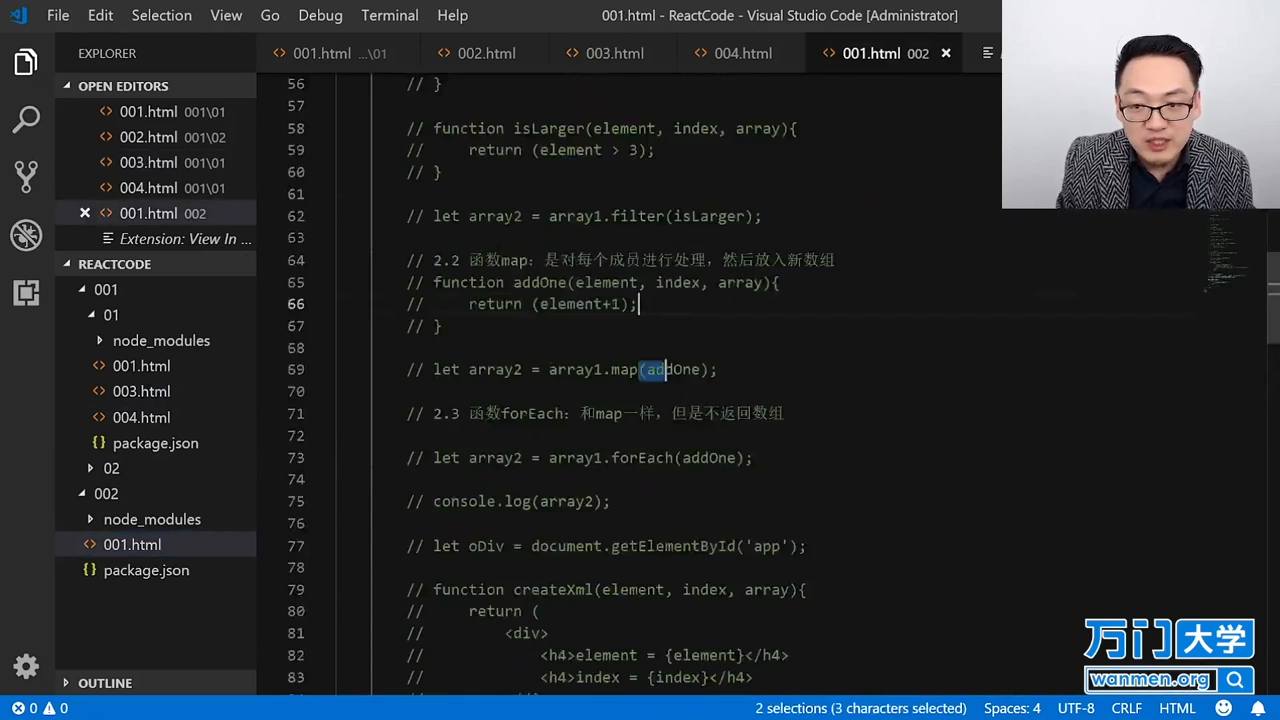 File Edit Selection View Go Debug Terminal Help
001.html - ReactCode - Visual Studio Code [Administrator]
EXPLORER
001.html ...\01
002.html
003.html
004.html
001.html 002
OPEN EDITORS
001.html 001\01
002.html 001\02
003.html 001\01
004.html 001\01
001.html 002
Extension: View In ...
REACTCODE
001
01
node_modules
001.html
003.html
004.html
package.json
02
002
node_modules
001.html
package.json
OUTLINE
56 // }
57
58 // function isLarger(element, index, array){
59 // return (element > 3);
60 // }
61
62 // let array2 = array1.filter(isLarger);
63
64 // 2.2 函数map：是对每个成员进行处理，然后放入新数组
65 // function addOne(element, index, array){
66 // return (element+1);
67 // }
68
69 // let array2 = array1.map(addOne);
70
71 // 2.3 函数forEach：和map一样，但是不返回数组
72
73 // let array2 = array1.forEach(addOne);
74
75 // console.log(array2);
76
77 // let oDiv = document.getElementById('app');
78
79 // function createXml(element, index, array){
80 // return (
81 // <div>
82 // <h4>element = {element}</h4>
83 // <h4>index = {index}</h4>
万门大学
wanmen.org
0 0
2 selections (3 characters selected) Spaces: 4 UTF-8 CRLF HTML